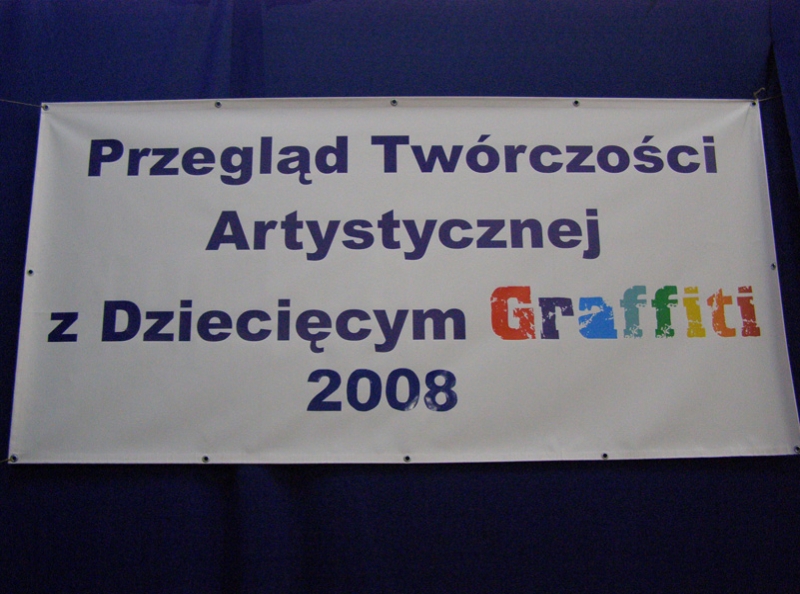 Przegląd Twórczości
Artystycznej
z Dziecięcym Graffiti
2008